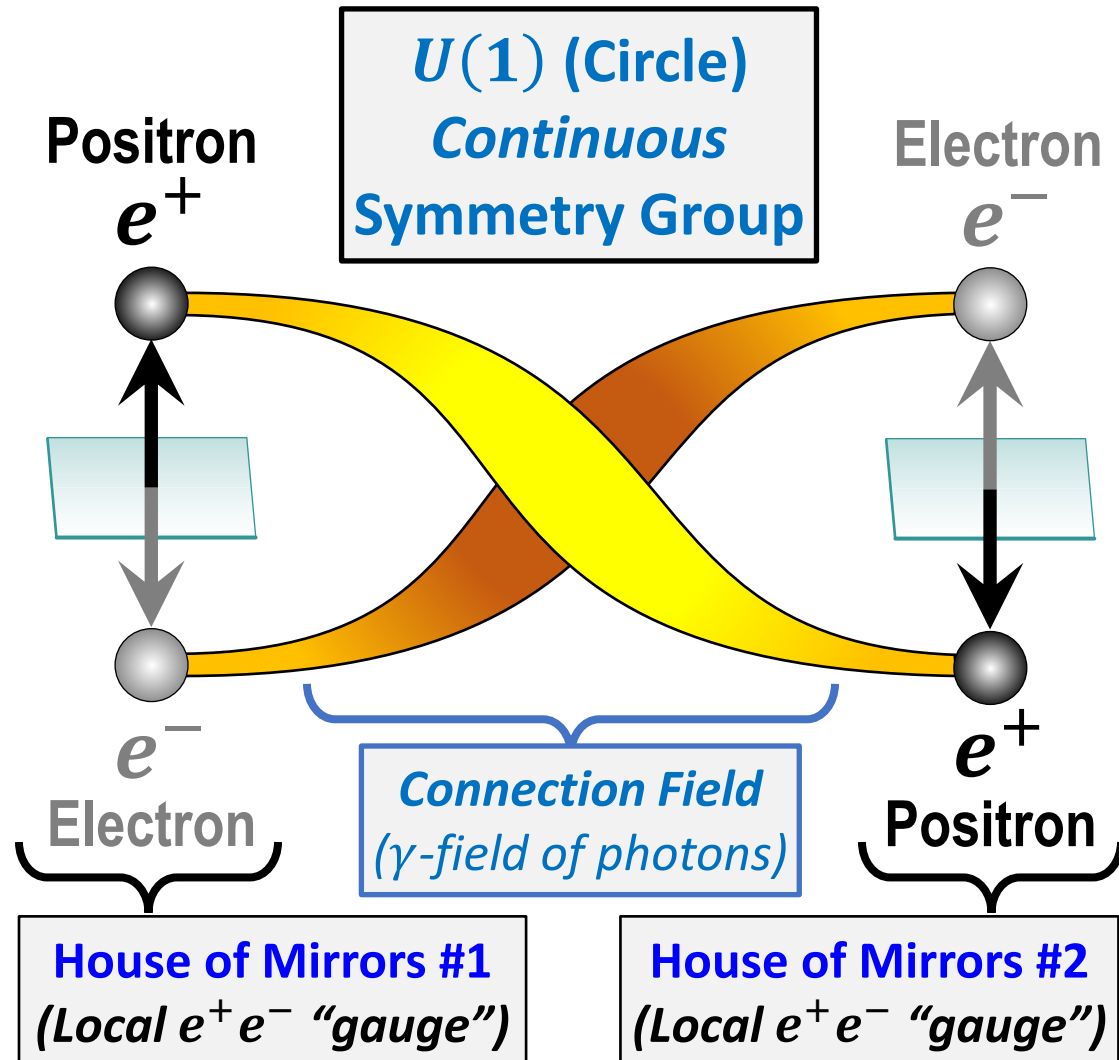 U(1) (Circle)
Continuous
Symmetry Group
Positron
e⁺
Electron
e⁻
e⁻
Electron
e⁺
Positron
Connection Field
(γ-field of photons)
House of Mirrors #1
(Local e⁺e⁻ “gauge”)
House of Mirrors #2
(Local e⁺e⁻ “gauge”)